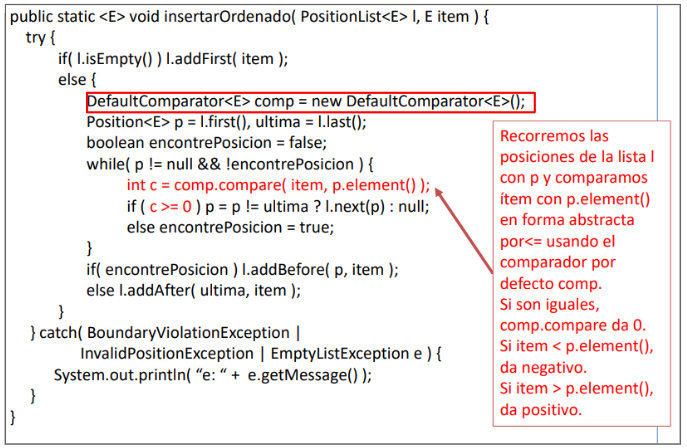 public static <E> void insertarOrdenado( PositionList<E> l, E item ) {
try {
if( l.isEmpty() ) l.addFirst( item );
else {
DefaultComparator<E> comp = new DefaultComparator<E>();
Position<E> p = l.first(), ultima = l.last();
boolean encontrePosicion = false;
while( p != null && !encontrePosicion ) {
int c = comp.compare( item, p.element() );
if ( c >= 0 ) p = p != ultima ? l.next(p) : null;
else encontrePosicion = true;
}
if( encontrePosicion ) l.addBefore( p, item );
else l.addAfter( ultima, item );
}
} catch( BoundaryViolationException |
InvalidPositionException | EmptyListException e ) {
System.out.println( “e: “ + e.getMessage() );
}
}
Recorremos las
posiciones de la lista l
con p y comparamos
ítem con p.element()
en forma abstracta
por<= usando el
comparador por
defecto comp.
Si son iguales,
comp.compare da 0.
Si item < p.element(),
da negativo.
Si item > p.element(),
da positivo.